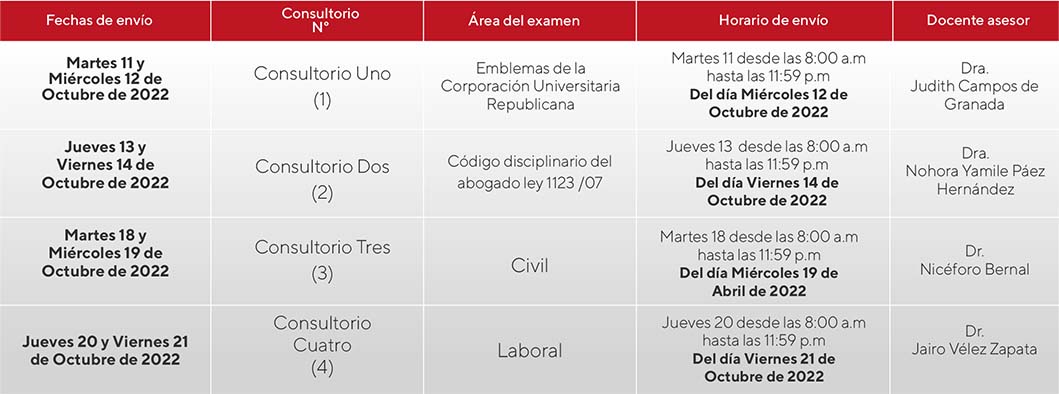 Fechas de envío
Consultorio
N°
Área del examen
Horario de envío
Docente asesor
Martes 11 y
Miércoles 12 de
Octubre de 2022
Consultorio Uno
(1)
Emblemas de la
Corporación Universitaria
Republicana
Martes 11 desde las 8:00 a.m
hasta las 11:59 p.m
Del día Miércoles 12 de
Octubre de 2022
Dra.
Judith Campos de
Granada
Jueves 13 y
Viernes 14 de
Octubre de 2022
Consultorio Dos
(2)
Código disciplinario del
abogado ley 1123 /07
Jueves 13 desde las 8:00 a.m
hasta las 11:59 p.m
Del día Viernes 14 de
Octubre de 2022
Dra.
Nohora Yamile Páez
Hernández
Martes 18 y
Miércoles 19 de
Octubre de 2022
Consultorio Tres
(3)
Civil
Martes 18 desde las 8:00 a.m
hasta las 11:59 p.m
Del día Miércoles 19 de
Abril de 2022
Dr.
Nicéforo Bernal
Jueves 20 y Viernes 21
de Octubre de 2022
Consultorio
Cuatro
(4)
Laboral
Jueves 20 desde las 8:00 a.m
hasta las 11:59 p.m
Del día Viernes 21 de
Octubre de 2022
Dr.
Jairo Vélez Zapata